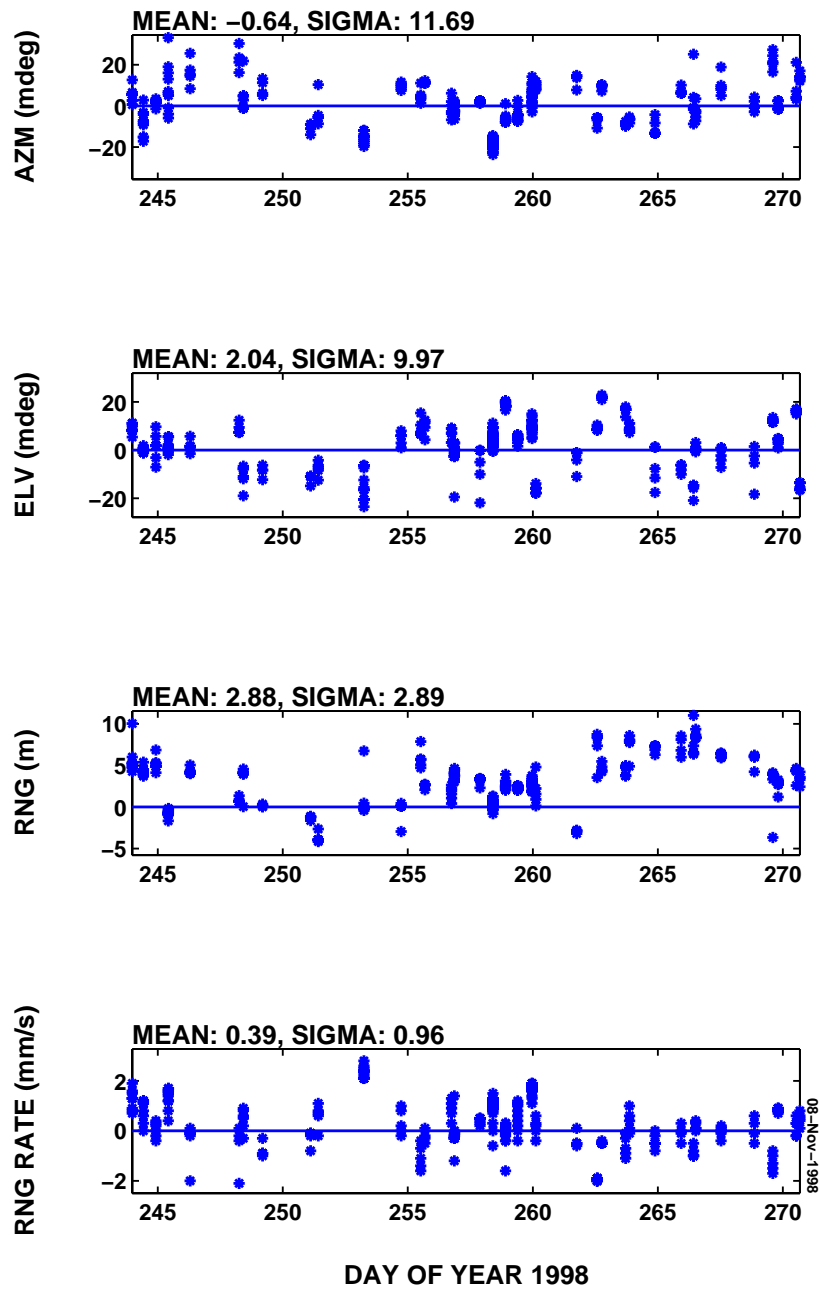 MEAN: −0.64, SIGMA: 11.69
AZM (mdeg)
20
0
−20
245 250 255 260 265 270
MEAN: 2.04, SIGMA: 9.97
ELV (mdeg)
20
0
−20
245 250 255 260 265 270
MEAN: 2.88, SIGMA: 2.89
RNG (m)
10
5
0
−5
245 250 255 260 265 270
MEAN: 0.39, SIGMA: 0.96
RNG RATE (mm/s)
2
0
−2
245 250 255 260 265 270
08−Nov−1998
DAY OF YEAR 1998